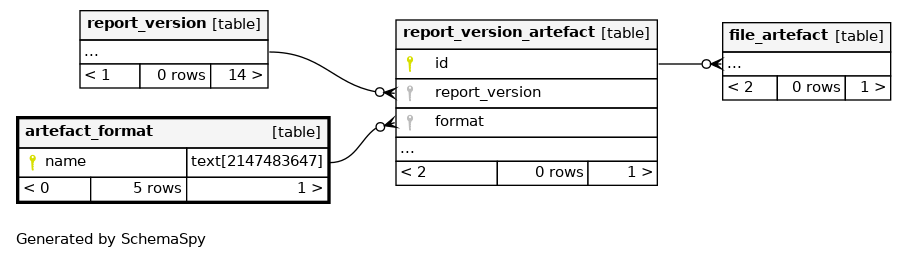 report_version [table]
...
< 1 0 rows 14 >
artefact_format [table]
name text[2147483647]
< 0 5 rows 1 >
report_version_artefact [table]
id
report_version
format
...
< 2 0 rows 1 >
file_artefact [table]
...
< 2 0 rows 1 >
Generated by SchemaSpy